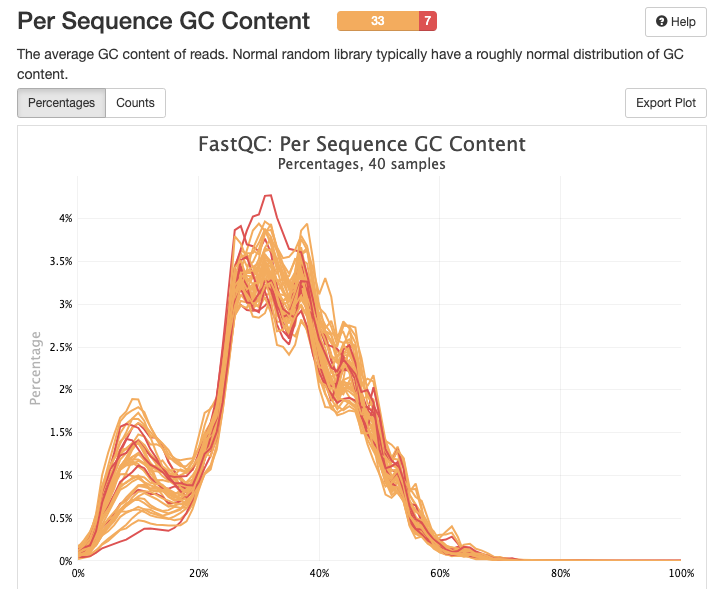 Per Sequence GC Content 33 7 Help
The average GC content of reads. Normal random library typically have a roughly normal distribution of GC
content.
Percentages Counts Export Plot
FastQC: Per Sequence GC Content
Percentages, 40 samples
Percentage
4%
3.5%
3%
2.5%
2%
1.5%
1%
0.5%
0%
0% 20% 40% 60% 80% 100%